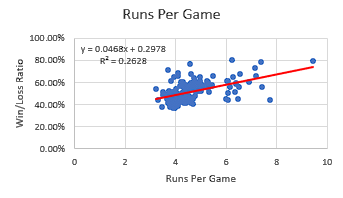 Runs Per Game
y = 0.0468x + 0.2978
R² = 0.2628
100.00%
80.00%
60.00%
40.00%
20.00%
0.00%
Win/Loss Ratio
0 2 4 6 8 10
Runs Per Game